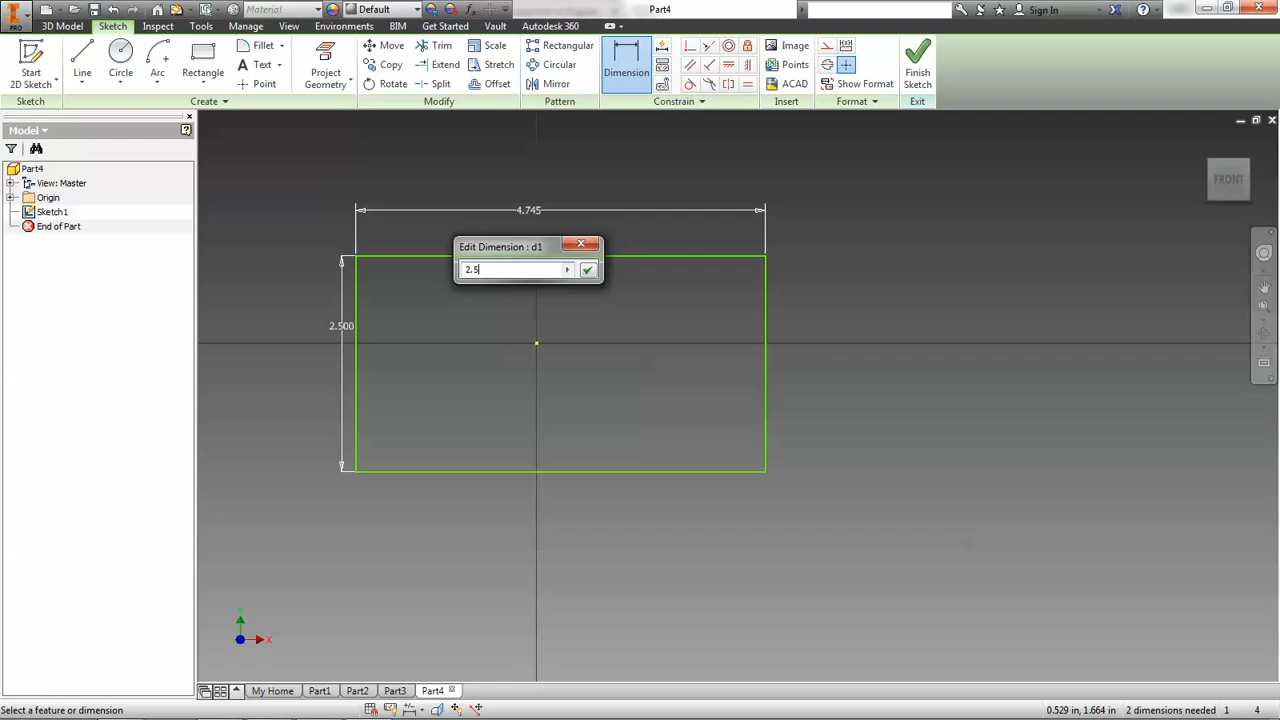 Material
Default
Part4
Sign In
PRO
3D Model
Sketch
Inspect
Tools
Manage
Environments
BIM
Get Started
Vault
Autodesk 360
Start
2D Sketch
Line
Circle
Arc
Rectangle
Fillet
Text
Point
Project
Geometry
Move
Copy
Rotate
Trim
Extend
Split
Scale
Stretch
Offset
Rectangular
Circular
Mirror
Dimension
Image
Points
ACAD
Show Format
Finish
Sketch
Sketch
Create
Modify
Pattern
Constrain
Insert
Format
Exit
Model
Part4
View: Master
Origin
Sketch1
End of Part
FRONT
4.745
Edit Dimension : d1
2.5
2.500
X
My Home
Part1
Part2
Part3
Part4
Select a feature or dimension
0.529 in, 1.664 in
2 dimensions needed
1
4